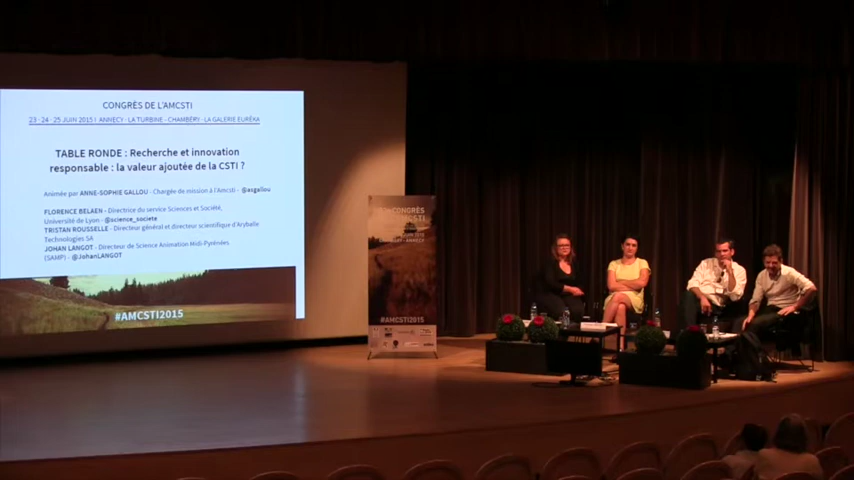 CONGRÈS DE L'AMCSTI
23 · 24 · 25 JUIN 2015 I ANNECY · LA TURBINE - CHAMBÉRY · LA GALERIE EURÊKA
TABLE RONDE : Recherche et innovation
responsable : la valeur ajoutée de la CSTI ?
Animée par ANNE-SOPHIE GALLOU - Chargée de mission à l'Amcsti - @asgallou
FLORENCE BELAEN - Directrice du service Sciences et Société,
Université de Lyon - @science_societe
TRISTAN ROUSSELLE - Directeur général et directeur scientifique d'Aryballe
Technologies SA
JOHAN LANGOT - Directeur de Science Animation Midi-Pyrénées
(SAMP) - @JohanLANGOT
#AMCSTI2015
CONGRÈS
#AMCSTI2015